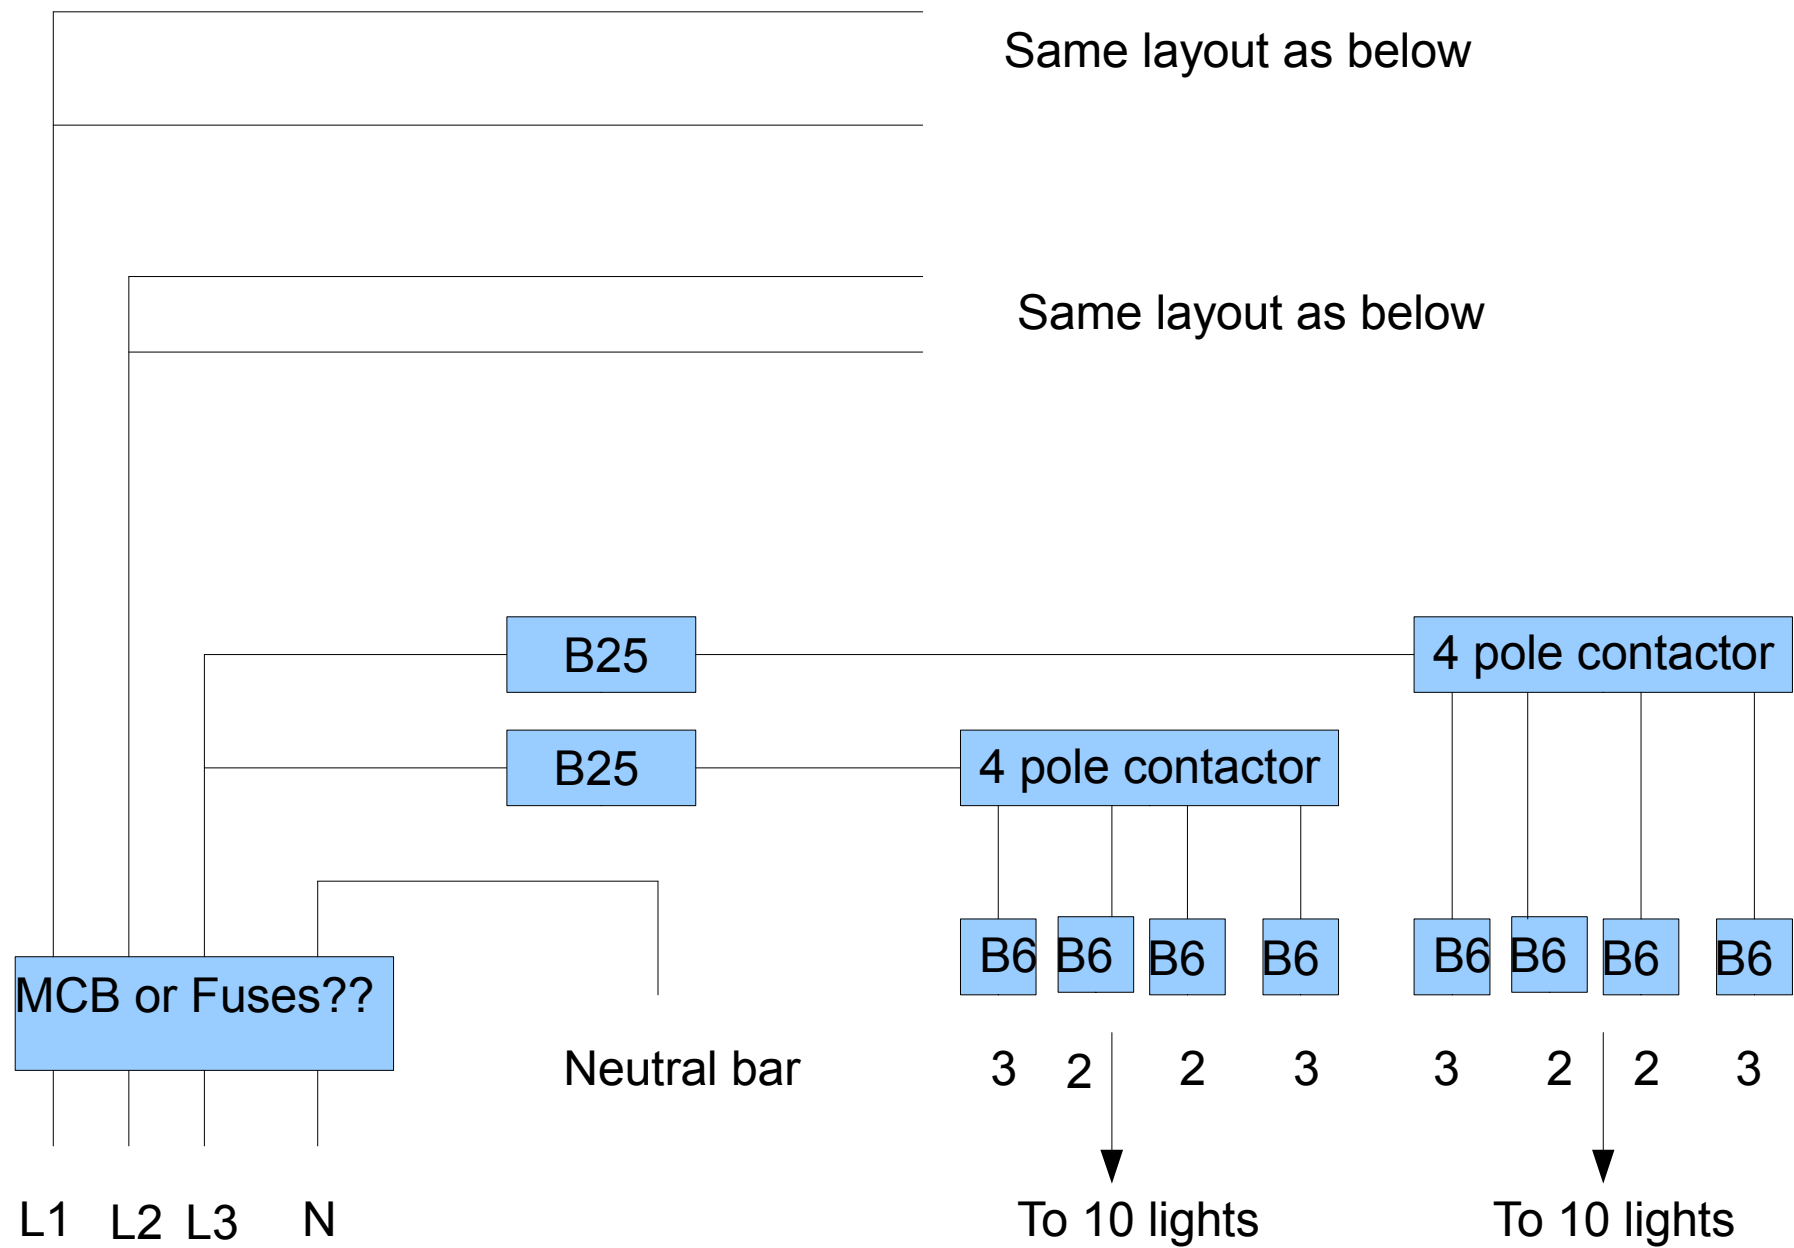 Same layout as below
Same layout as below
B25
4 pole contactor
B25
4 pole contactor
B6 B6 B6 B6 B6 B6 B6 B6
MCB or Fuses??
Neutral bar
3 2 2 3 3 2 2 3
L1 L2 L3 N
To 10 lights To 10 lights